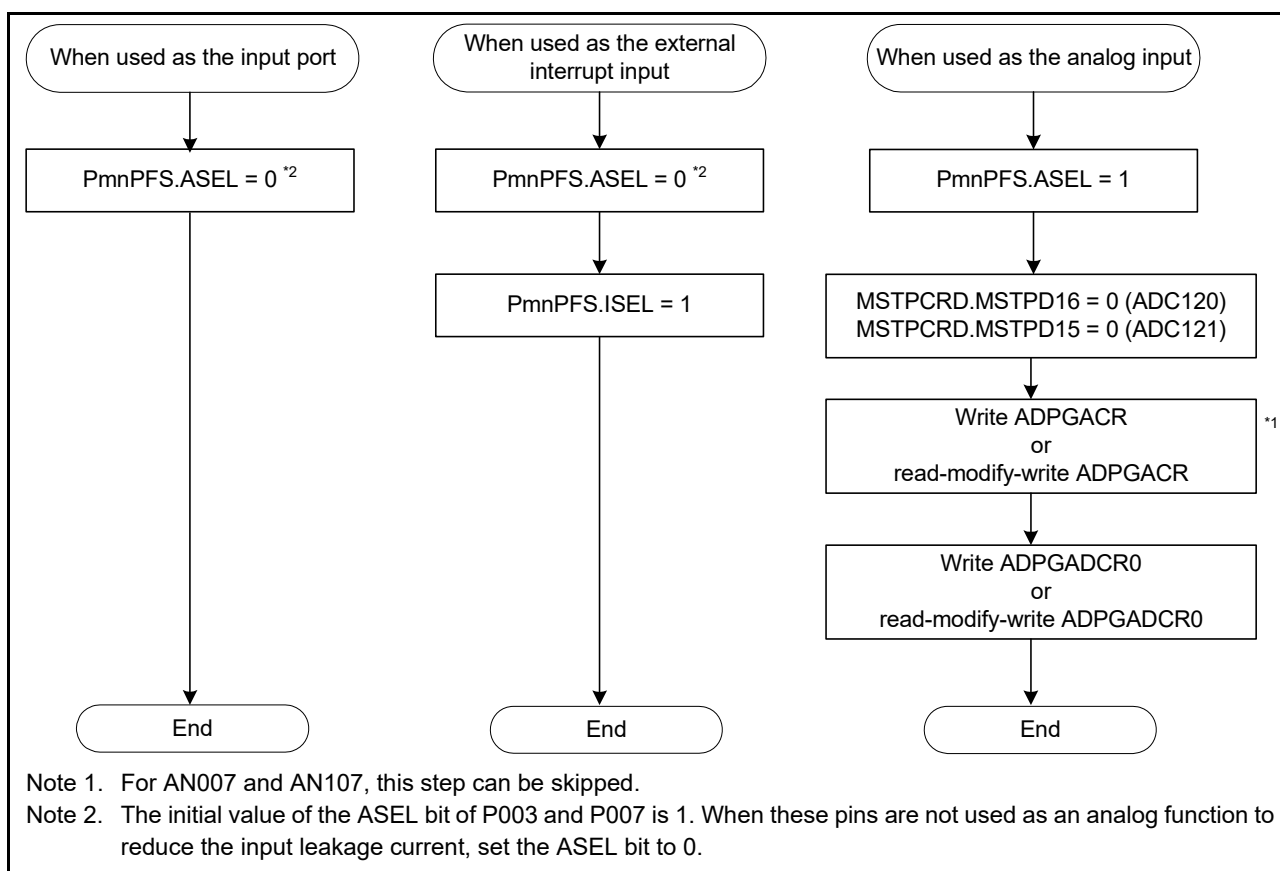 When used as the input port
PmnPFS.ASEL = 0 *2
End
When used as the external
interrupt input
PmnPFS.ASEL = 0 *2
PmnPFS.ISEL = 1
End
When used as the analog input
PmnPFS.ASEL = 1
MSTPCRD.MSTPD16 = 0 (ADC120)
MSTPCRD.MSTPD15 = 0 (ADC121)
Write ADPGACR
or
read-modify-write ADPGACR
*1
Write ADPGADCR0
or
read-modify-write ADPGADCR0
End
Note 1. For AN007 and AN107, this step can be skipped.
Note 2. The initial value of the ASEL bit of P003 and P007 is 1. When these pins are not used as an analog function to
reduce the input leakage current, set the ASEL bit to 0.